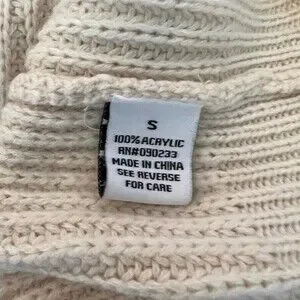 S
100% ACRYLIC
RN#090233
MADE IN CHINA
SEE REVERSE
FOR CARE